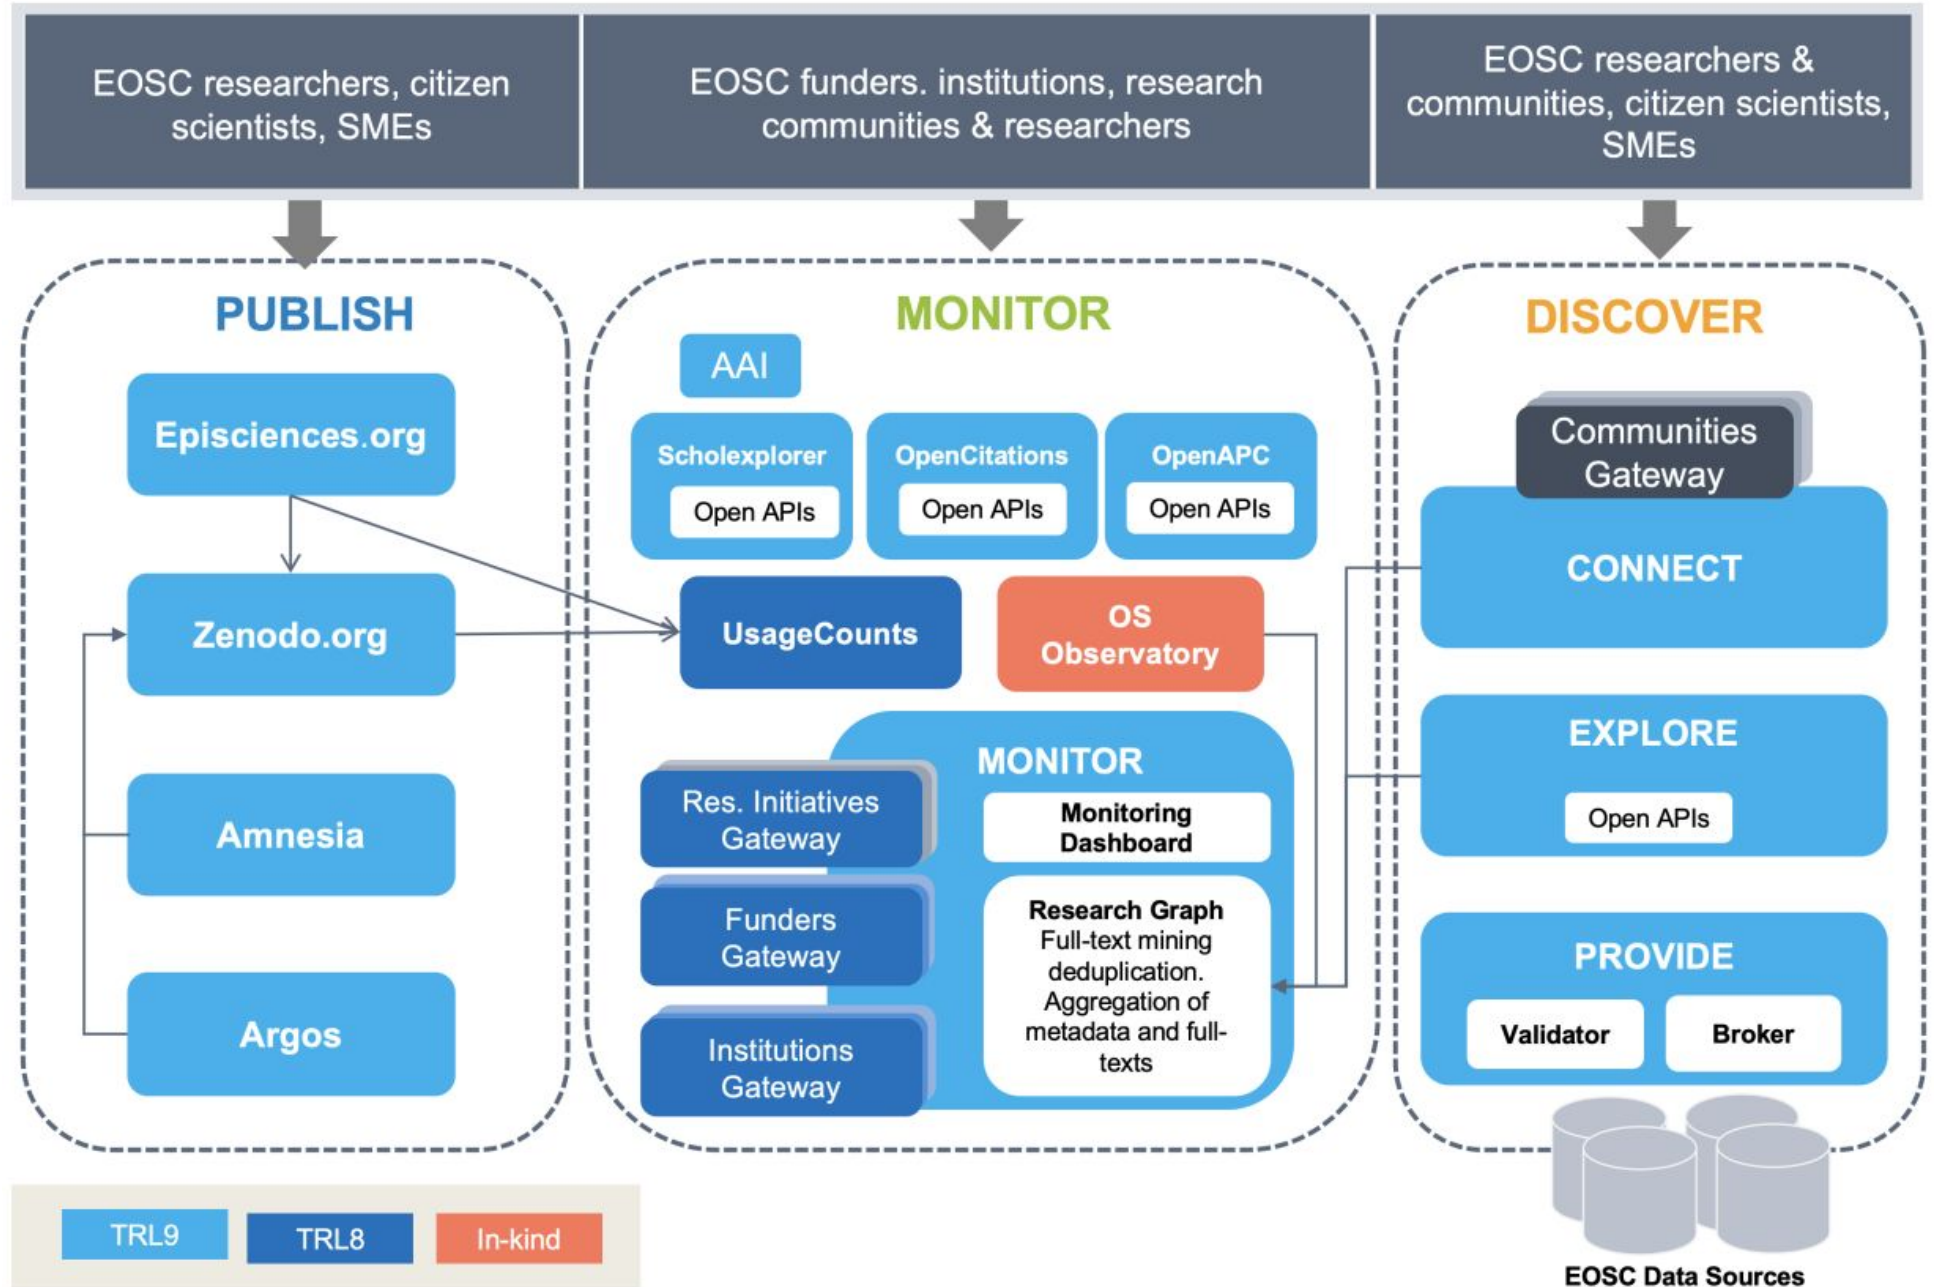 EOSC researchers, citizen
scientists, SMEs
EOSC funders. institutions, research
communities & researchers
EOSC researchers &
communities, citizen scientists,
SMEs
PUBLISH
Episciences.org
Zenodo.org
Amnesia
Argos
MONITOR
AAI
Scholexplorer
Open APIs
OpenCitations
Open APIs
OpenAPC
Open APIs
UsageCounts
OS
Observatory
MONITOR
Res. Initiatives
Gateway
Funders
Gateway
Institutions
Gateway
Monitoring
Dashboard
Research Graph
Full-text mining
deduplication.
Aggregation of
metadata and full-
texts
DISCOVER
Communities
Gateway
CONNECT
EXPLORE
Open APIs
PROVIDE
Validator
Broker
EOSC Data Sources
TRL9
TRL8
In-kind